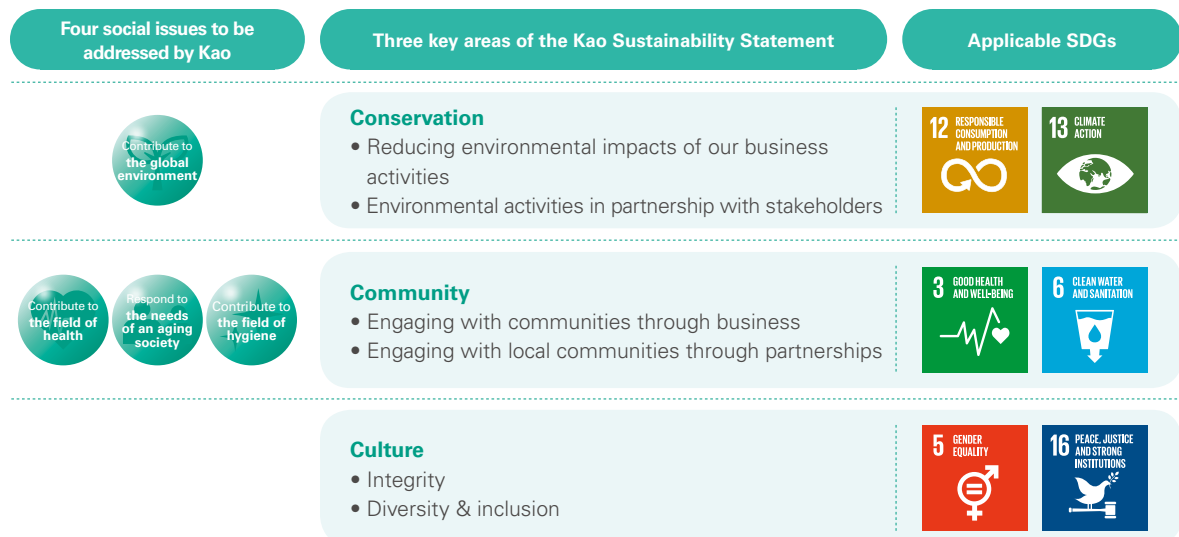 Four social issues to be
addressed by Kao
Three key areas of the Kao Sustainability Statement
Applicable SDGs
Contribute to
the global
environment
Conservation
• Reducing environmental impacts of our business
activities
• Environmental activities in partnership with stakeholders
12 RESPONSIBLE
CONSUMPTION
AND PRODUCTION
13 CLIMATE
ACTION
Contribute to
the field of
health
Respond to
the needs
of an aging
society
Contribute to
the field of
hygiene
Community
• Engaging with communities through business
• Engaging with local communities through partnerships
3 GOOD HEALTH
AND WELL-BEING
6 CLEAN WATER
AND SANITATION
Culture
• Integrity
• Diversity & inclusion
5 GENDER
EQUALITY
16 PEACE, JUSTICE
AND STRONG
INSTITUTIONS